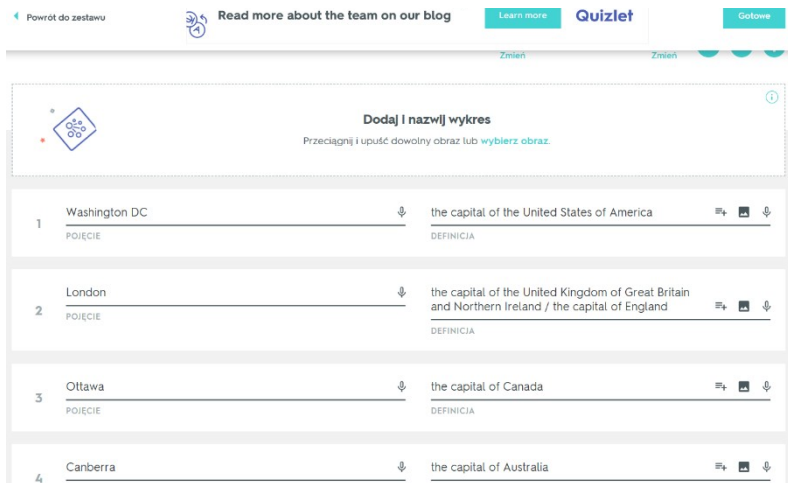 Powrót do zestawu
Read more about the team on our blog
Learn more
Quizlet
Gotowe
Zmień
Zmień
Dodaj i nazwij wykres
Przeciągnij i upuść dowolny obraz lub wybierz obraz.
1
Washington DC
the capital of the United States of America
POJĘCIE
DEFINICJA
2
London
the capital of the United Kingdom of Great Britain
and Northern Ireland / the capital of England
POJĘCIE
DEFINICJA
3
Ottawa
the capital of Canada
POJĘCIE
DEFINICJA
4
Canberra
the capital of Australia